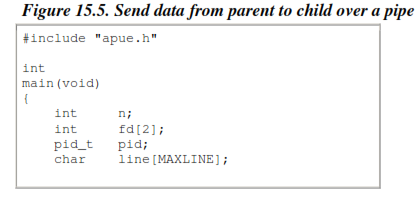 Figure 15.5. Send data from parent to child over a pipe
#include "apue.h"
int
main(void)
{
int n;
int fd[2];
pid_t pid;
char line[MAXLINE];